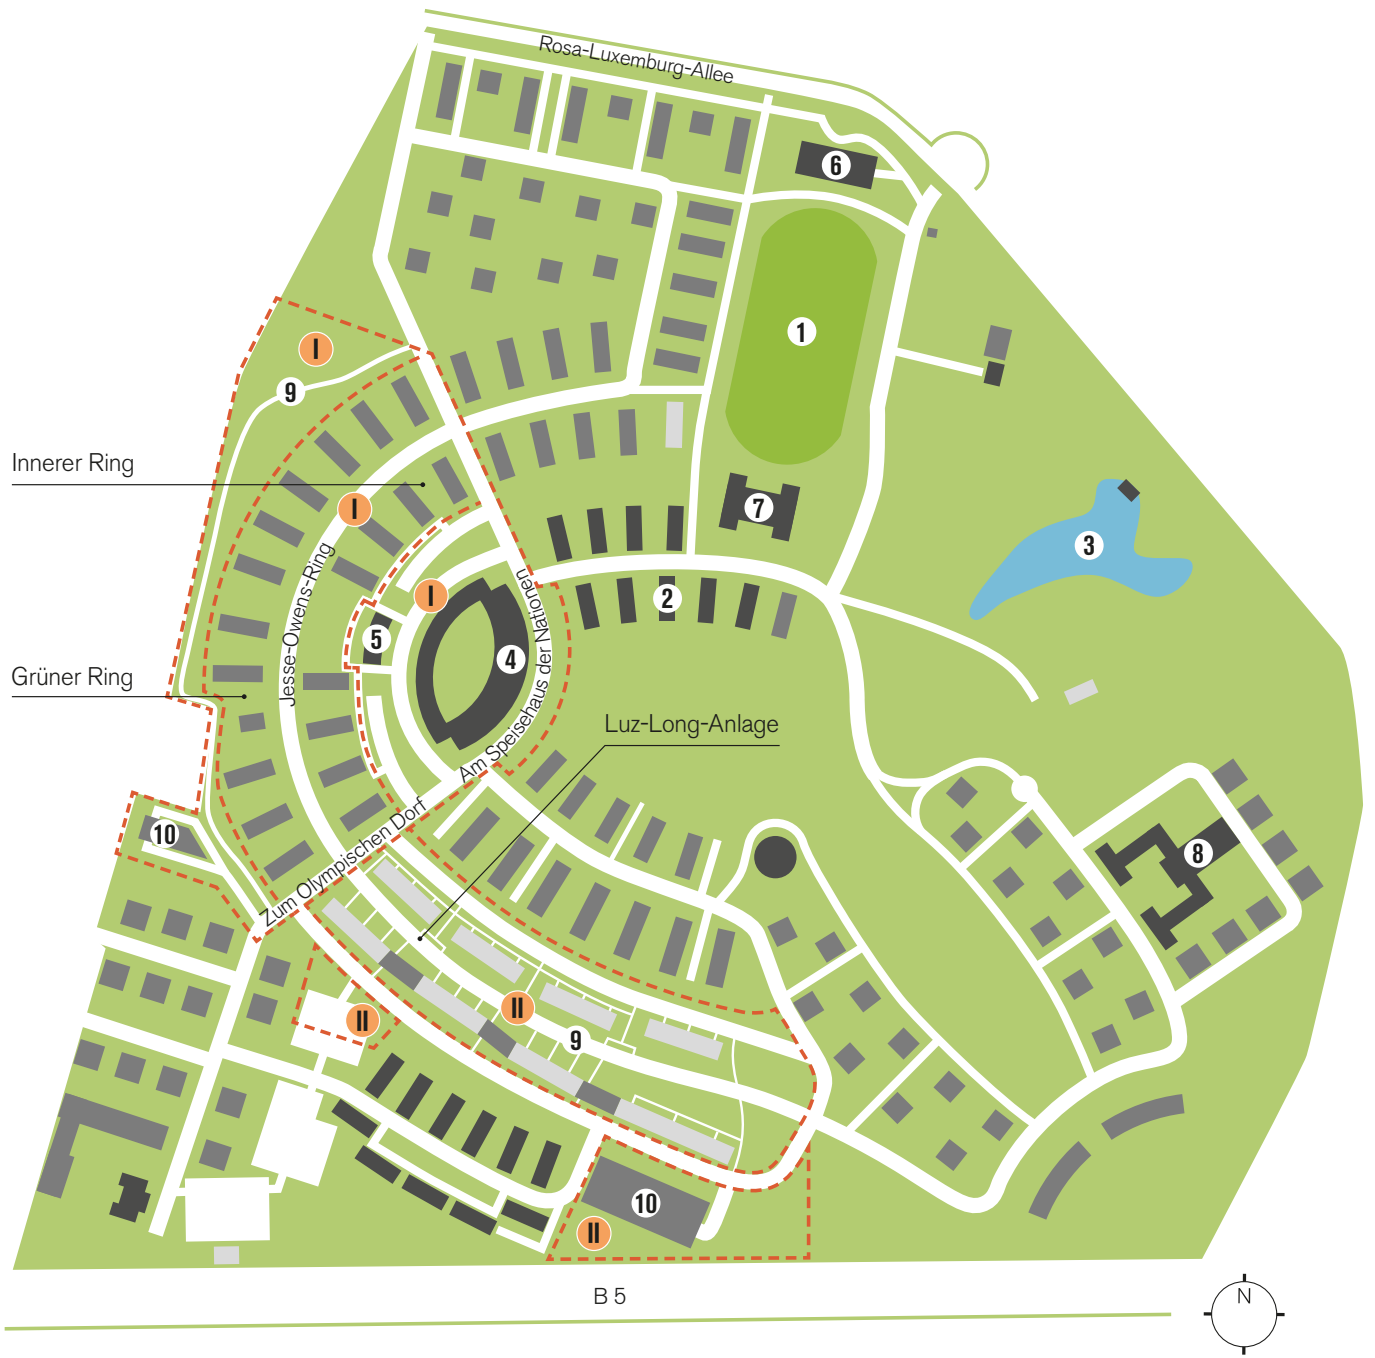 Rosa-Luxemburg-Allee
6
1
I
9
Innerer Ring
I
7
3
Jesse-Owens-Ring
I
2
Am Speisehaus der Nationen
5
4
Grüner Ring
Luz-Long-Anlage
10
Zum Olympischen Dorf
8
II
II
9
10
II
B 5
N